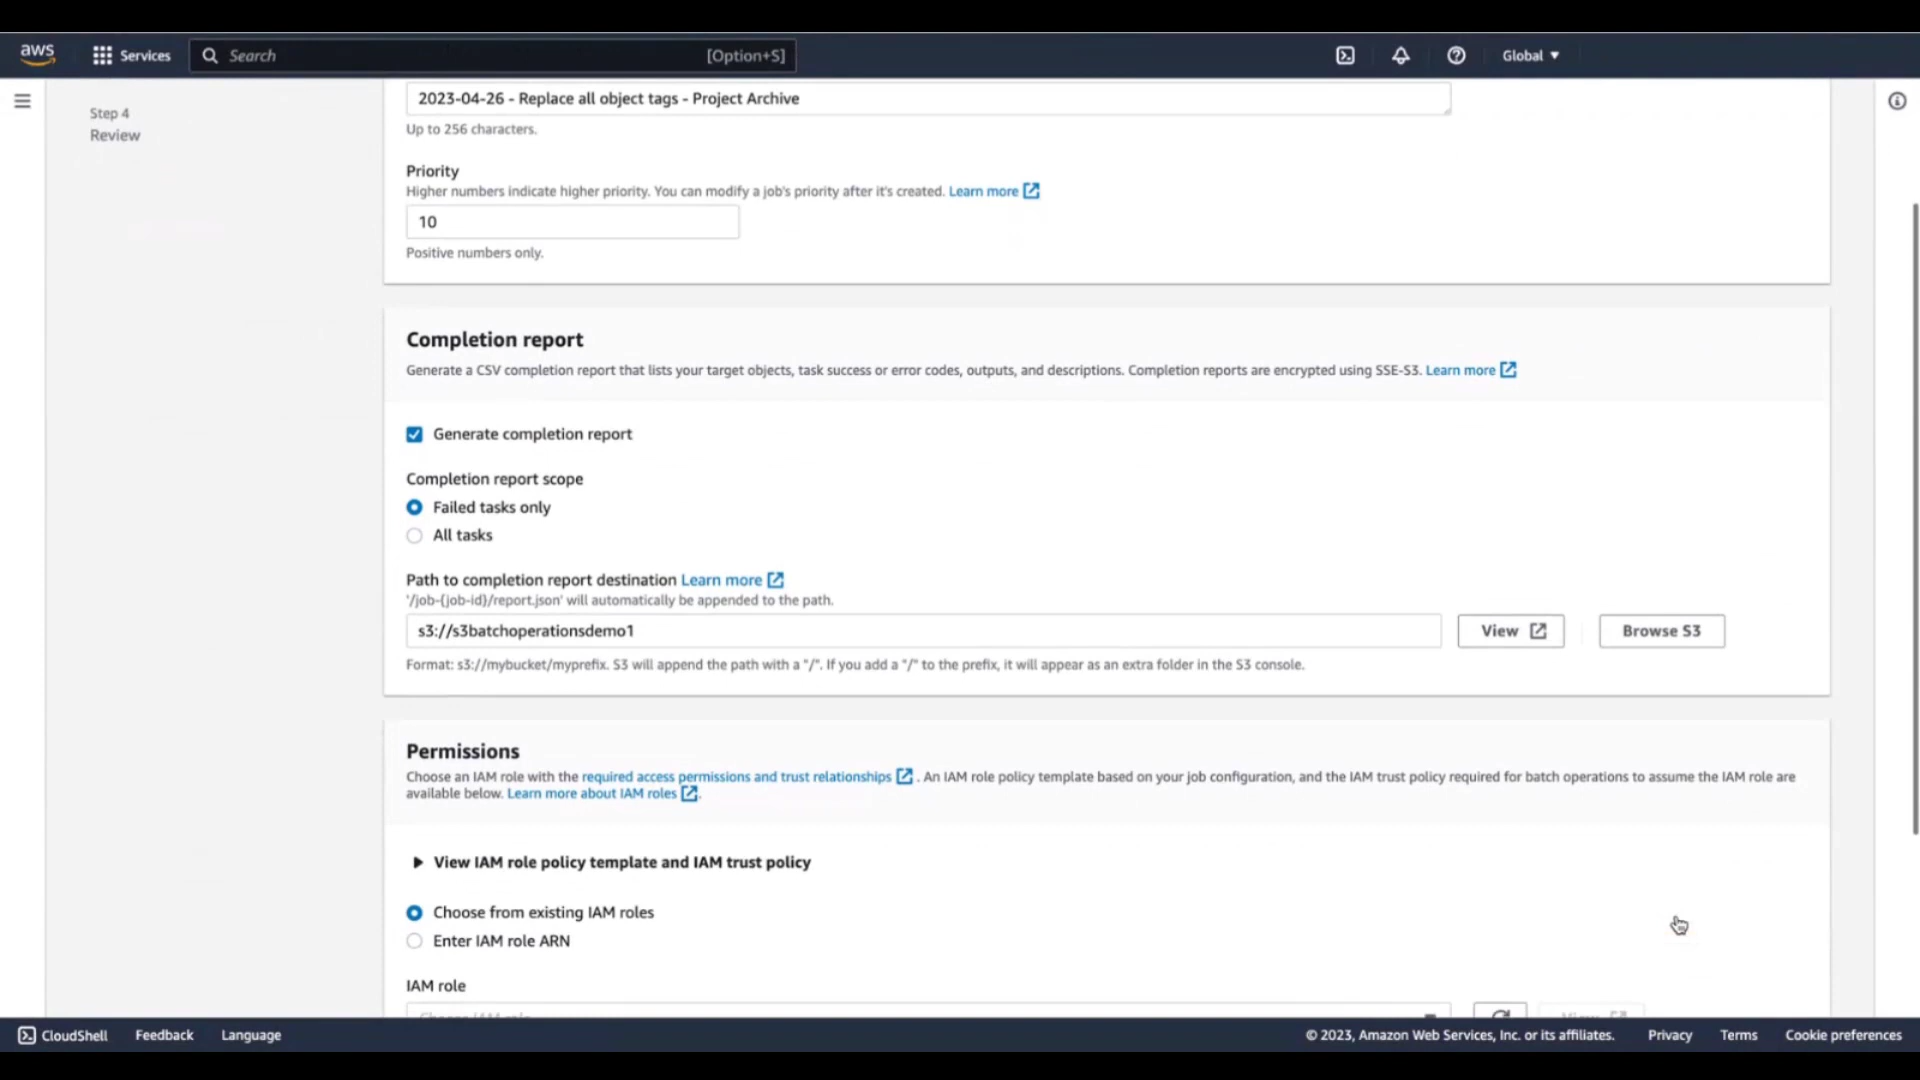 aws
Services
Search
[Option+S]
Global
Step 4
Review
2023-04-26 - Replace all object tags - Project Archive
Up to 256 characters.
Priority
Higher numbers indicate higher priority. You can modify a job's priority after it's created. Learn more
10
Positive numbers only.
Completion report
Generate a CSV completion report that lists your target objects, task success or error codes, outputs, and descriptions. Completion reports are encrypted using SSE-S3. Learn more
Generate completion report
Completion report scope
Failed tasks only
All tasks
Path to completion report destination Learn more
'/job-{job-id}/report.json' will automatically be appended to the path.
s3://s3batchoperationsdemo1
View
Browse S3
Format: s3://mybucket/myprefix. S3 will append the path with a "/". If you add a "/" to the prefix, it will appear as an extra folder in the S3 console.
Permissions
Choose an IAM role with the required access permissions and trust relationships . An IAM role policy template based on your job configuration, and the IAM trust policy required for batch operations to assume the IAM role are
available below. Learn more about IAM roles .
View IAM role policy template and IAM trust policy
Choose from existing IAM roles
Enter IAM role ARN
IAM role
CloudShell
Feedback
Language
© 2023, Amazon Web Services, Inc. or its affiliates.
Privacy
Terms
Cookie preferences